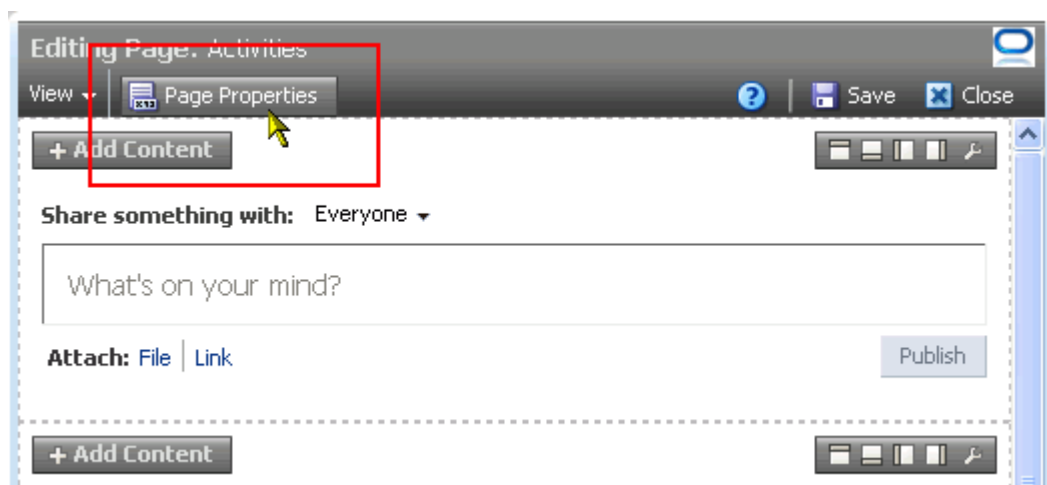 Editing Page: Activities
View Page Properties ? Save Close
+ Add Content
Share something with: Everyone
What's on your mind?
Attach: File Link Publish
+ Add Content